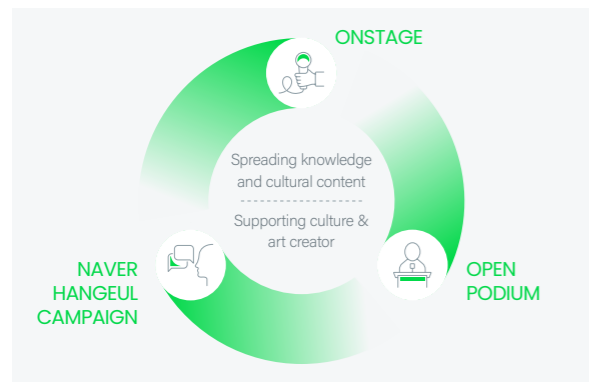 ONSTAGE
Spreading knowledge
and cultural content
Supporting culture &
art creator
NAVER
HANGEUL
CAMPAIGN
OPEN
PODIUM